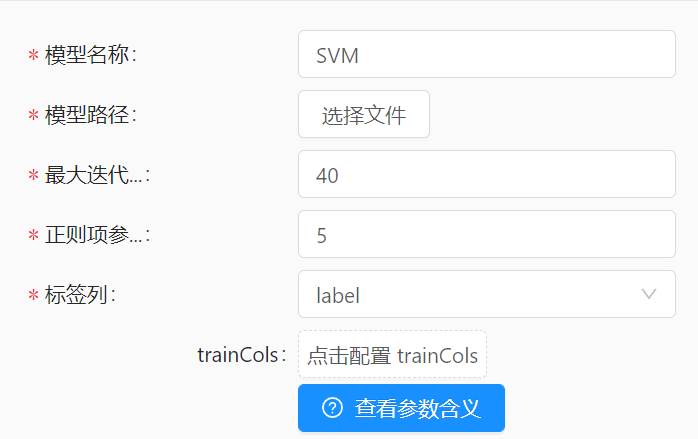 * 模型名称： SVM
* 模型路径： 选择文件
* 最大迭代...： 40
* 正则项参...： 5
* 标签列： label
trainCols： 点击配置 trainCols
查看参数含义